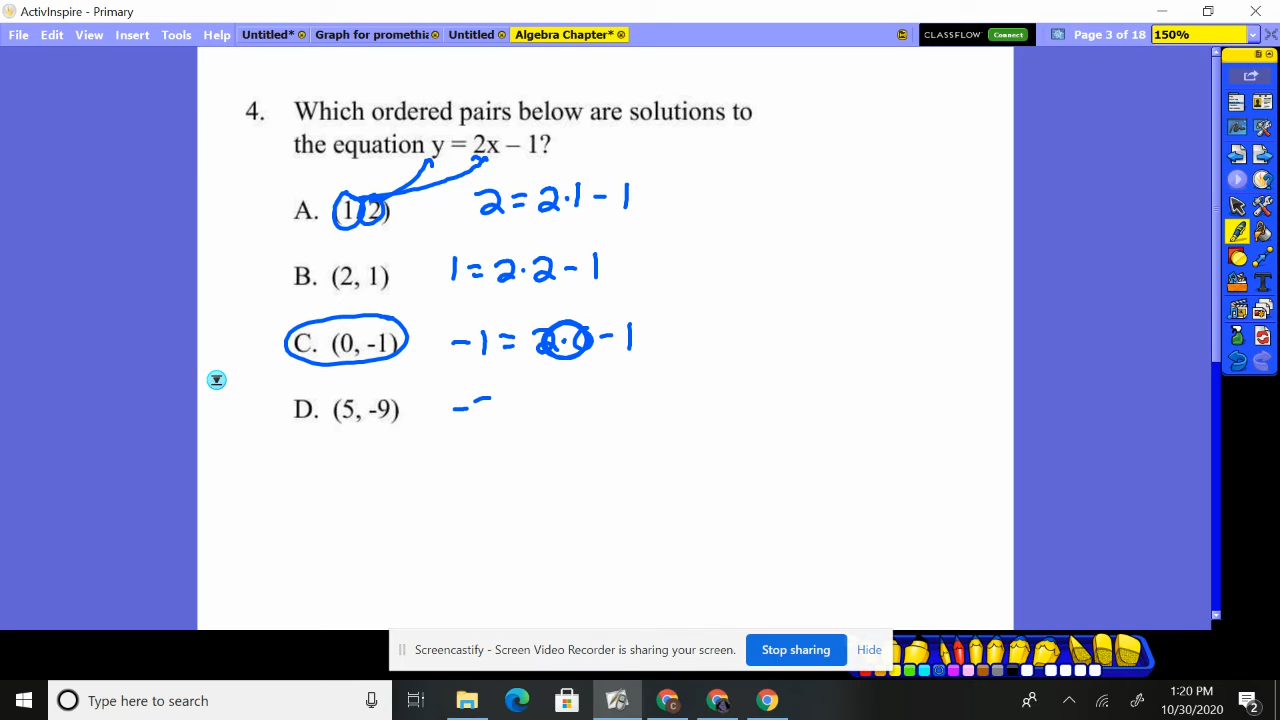 ActivInspire - Primary
File Edit View Insert Tools Help Untitled* Graph for promethi Untitled Algebra Chapter* CLASSFLOW Connect Page 3 of 18 150%
4. Which ordered pairs below are solutions to
the equation y = 2x – 1?
A. (1, 2) 2 = 2·1 - 1
B. (2, 1) 1 = 2·2 - 1
C. (0, -1) -1 = 2·0 - 1
D. (5, -9) -
Screencastify - Screen Video Recorder is sharing your screen. Stop sharing Hide
Type here to search
1:20 PM
10/30/2020
2